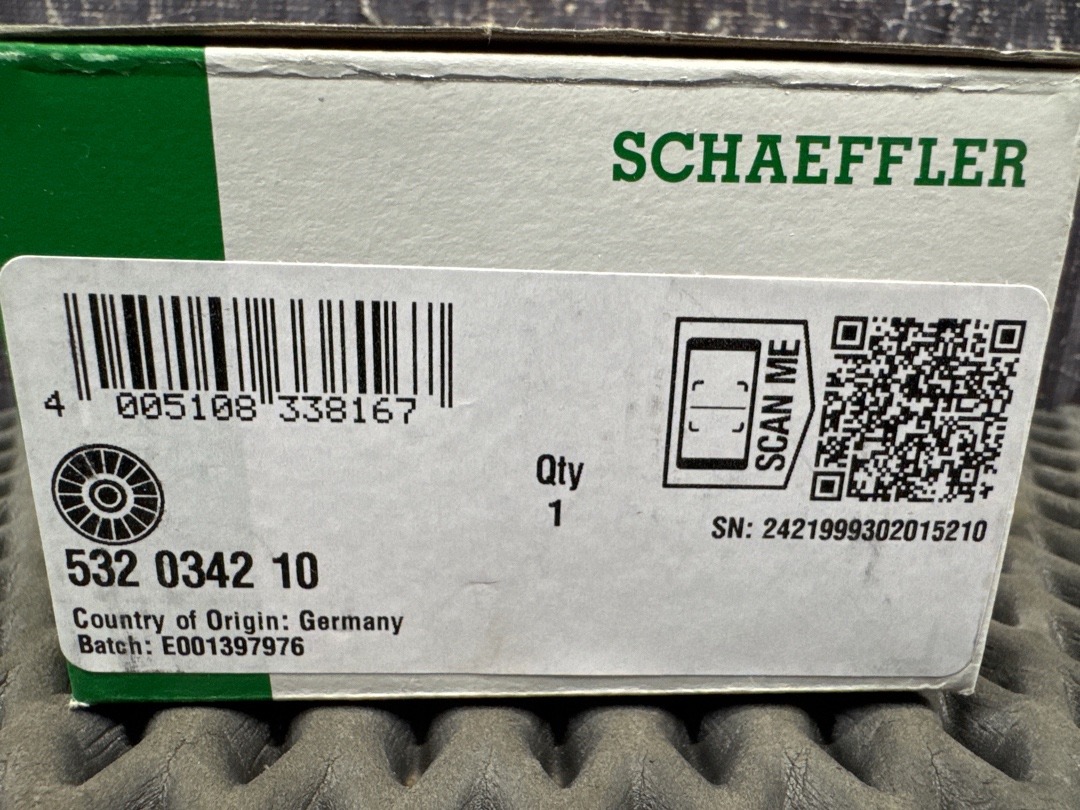 SCHAEFFLER
4 005108 338167
SCAN ME
Qty
1
SN: 2421999302015210
532 0342 10
Country of Origin: Germany
Batch: E001397976